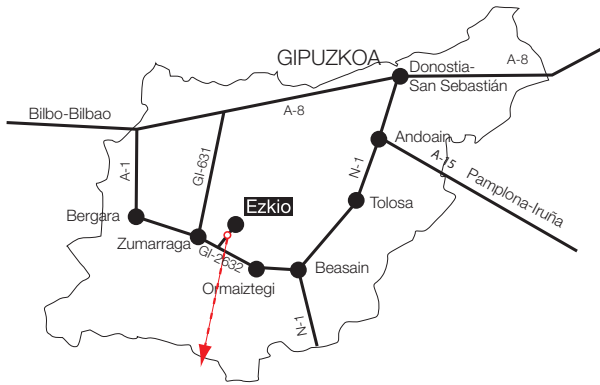 GIPUZKOA
A-8
Donostia-
San Sebastián
Bilbo-Bilbao
A-8
Andoain
A-15
Pamplona-Iruña
A-1
GI-631
N-1
Tolosa
Ezkio
Bergara
Zumarraga
GI-2632
Beasain
Ormaiztegi
N-1